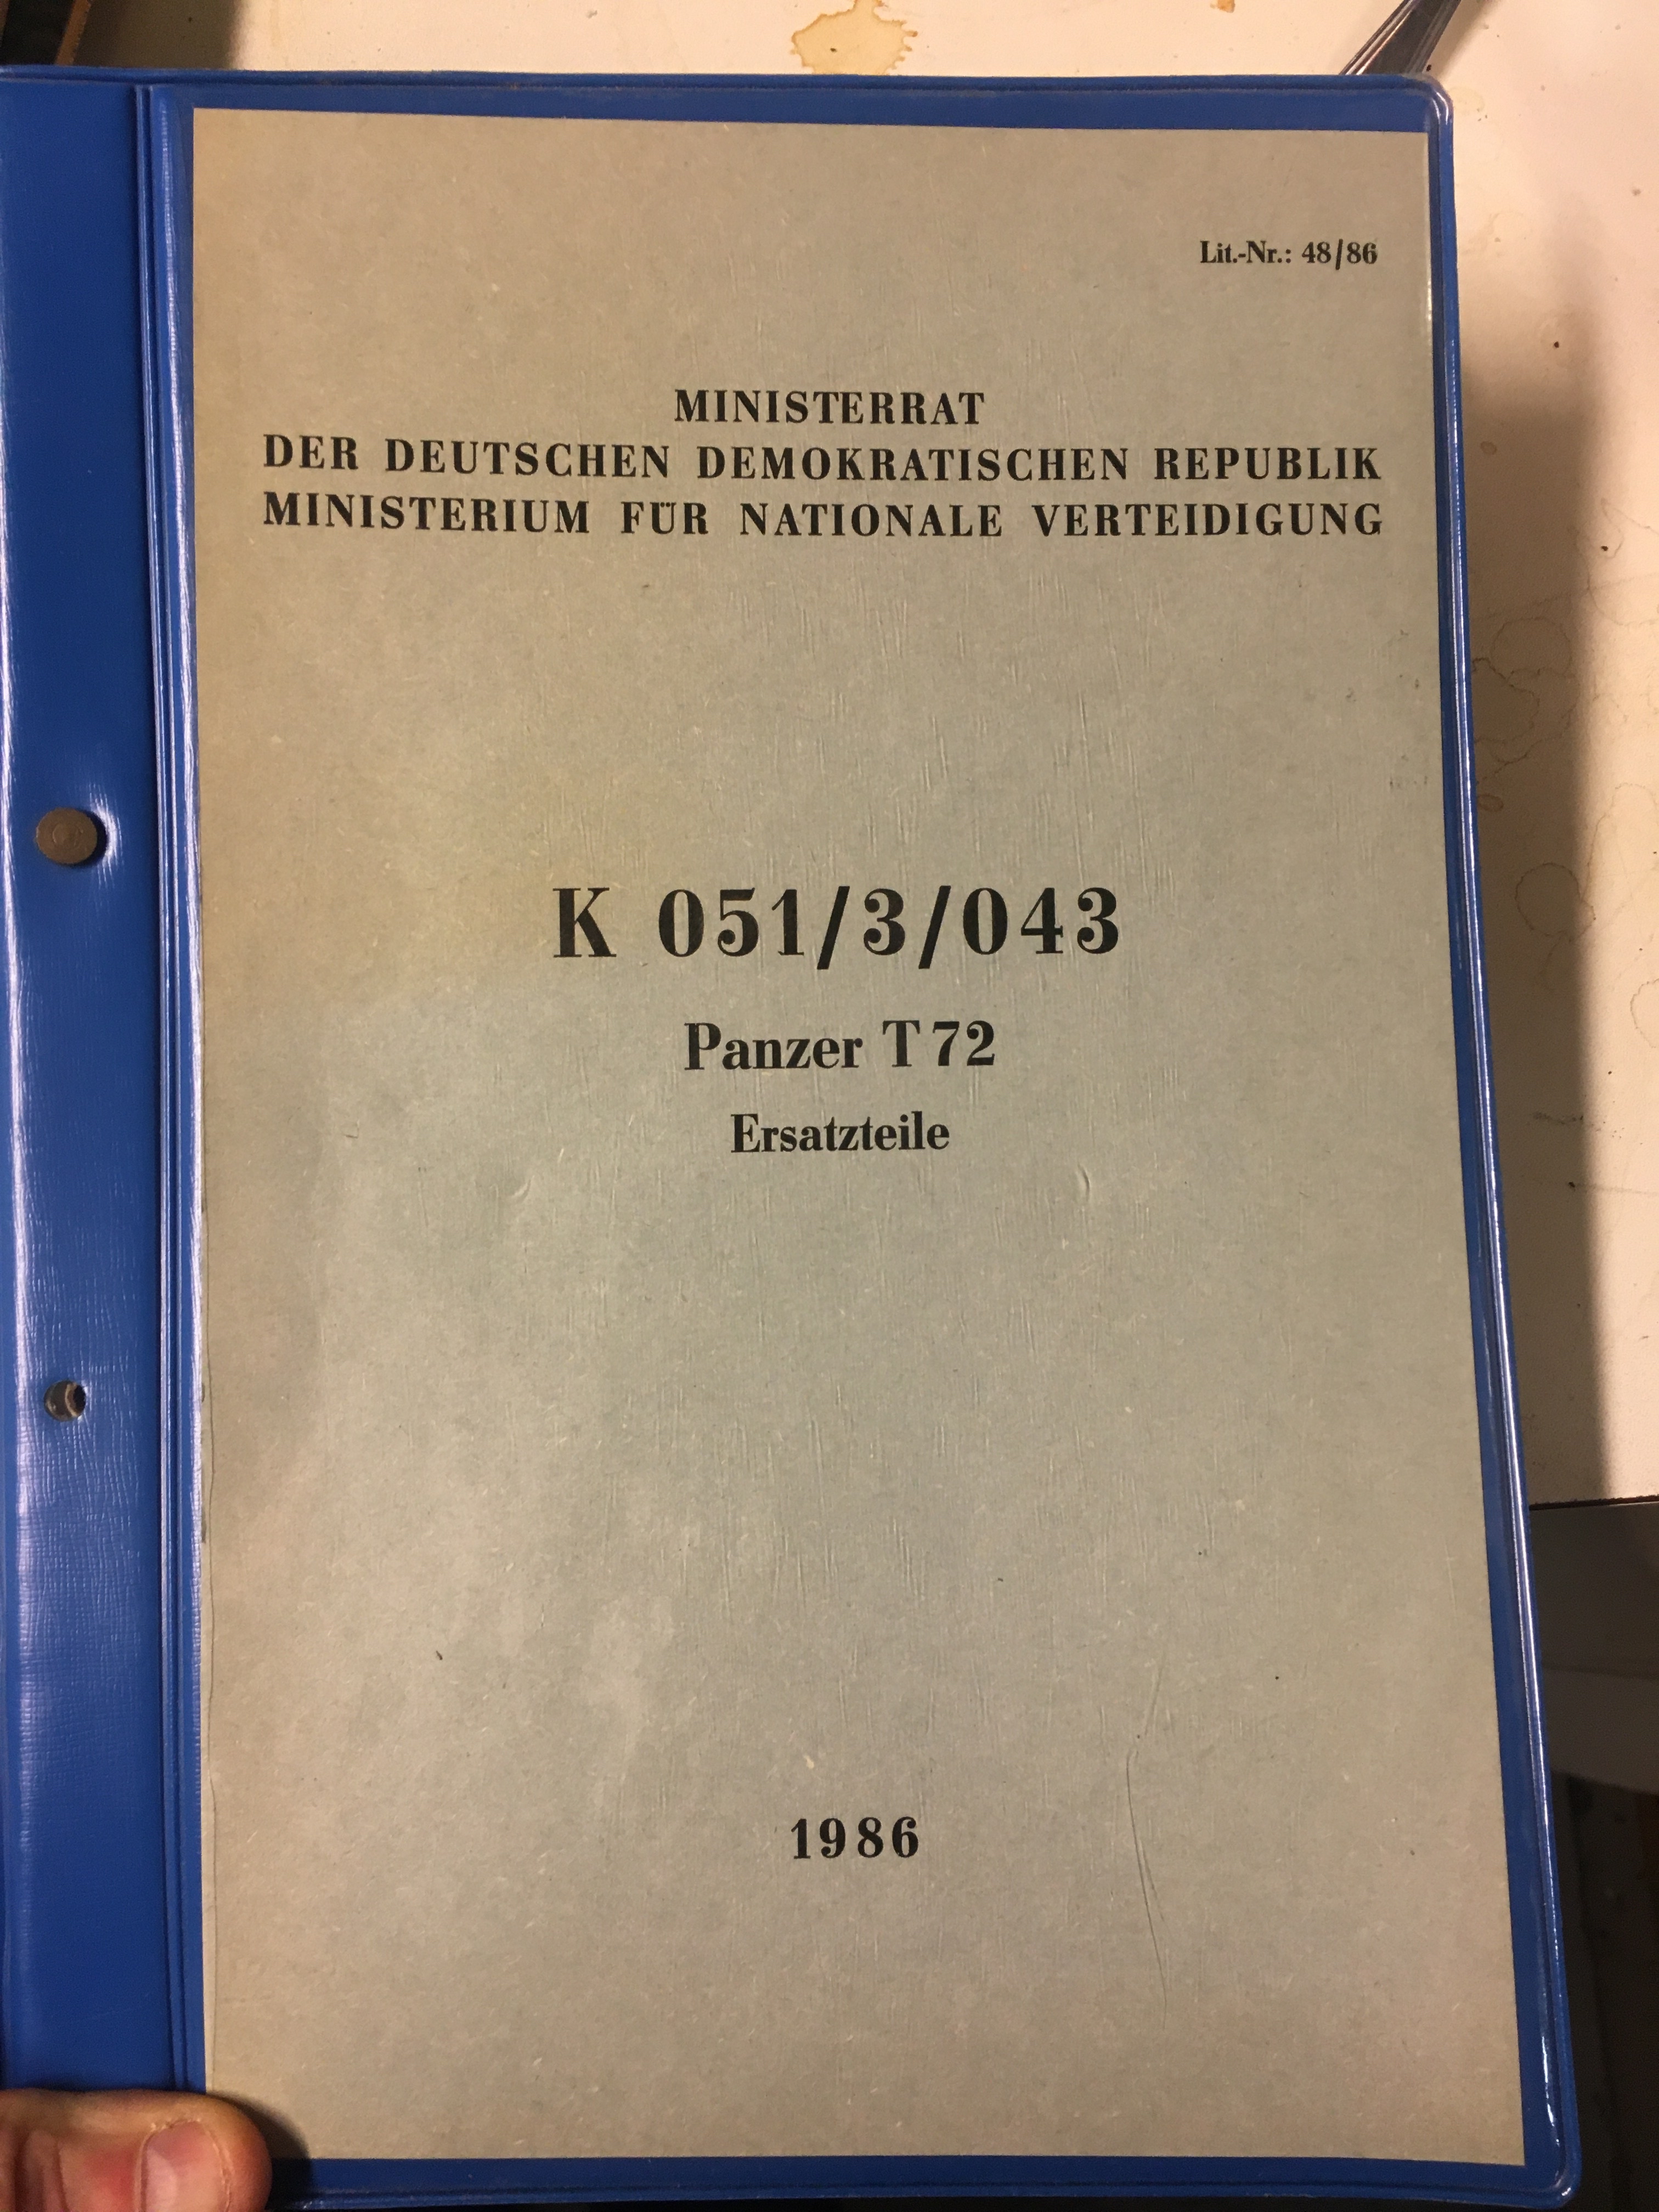 Lit.-Nr.: 48/86
MINISTERRAT
DER DEUTSCHEN DEMOKRATISCHEN REPUBLIK
MINISTERIUM FÜR NATIONALE VERTEIDIGUNG
K 051/3/043
Panzer T 72
Ersatzteile
1986